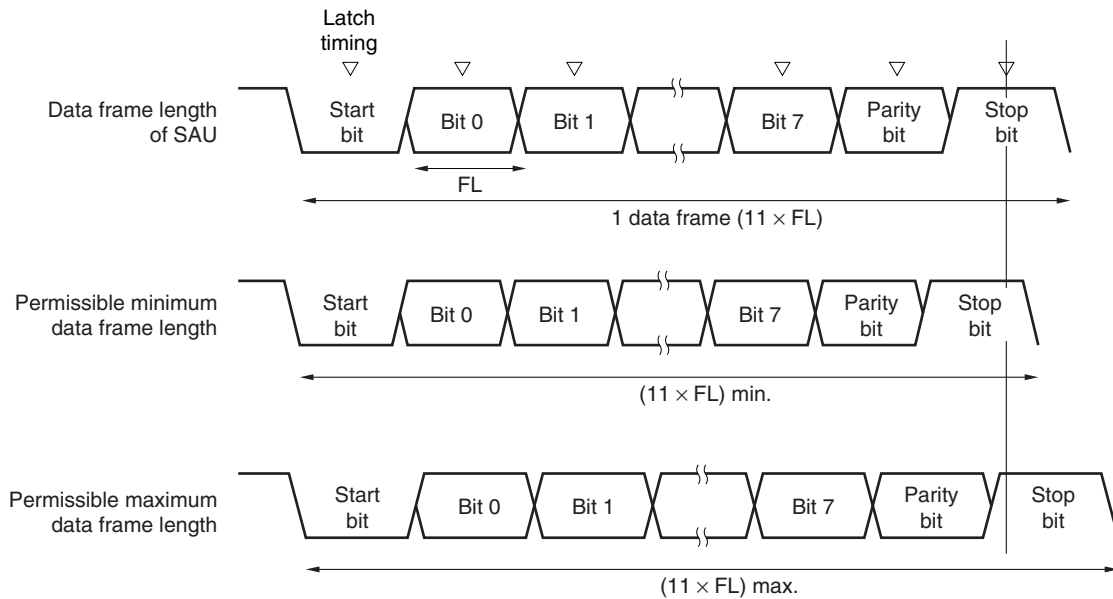 Latch
timing
Data frame length
of SAU
Start
bit
Bit 0
Bit 1
Bit 7
Parity
bit
Stop
bit
FL
1 data frame (11 × FL)
Permissible minimum
data frame length
Start
bit
Bit 0
Bit 1
Bit 7
Parity
bit
Stop
bit
(11 × FL) min.
Permissible maximum
data frame length
Start
bit
Bit 0
Bit 1
Bit 7
Parity
bit
Stop
bit
(11 × FL) max.